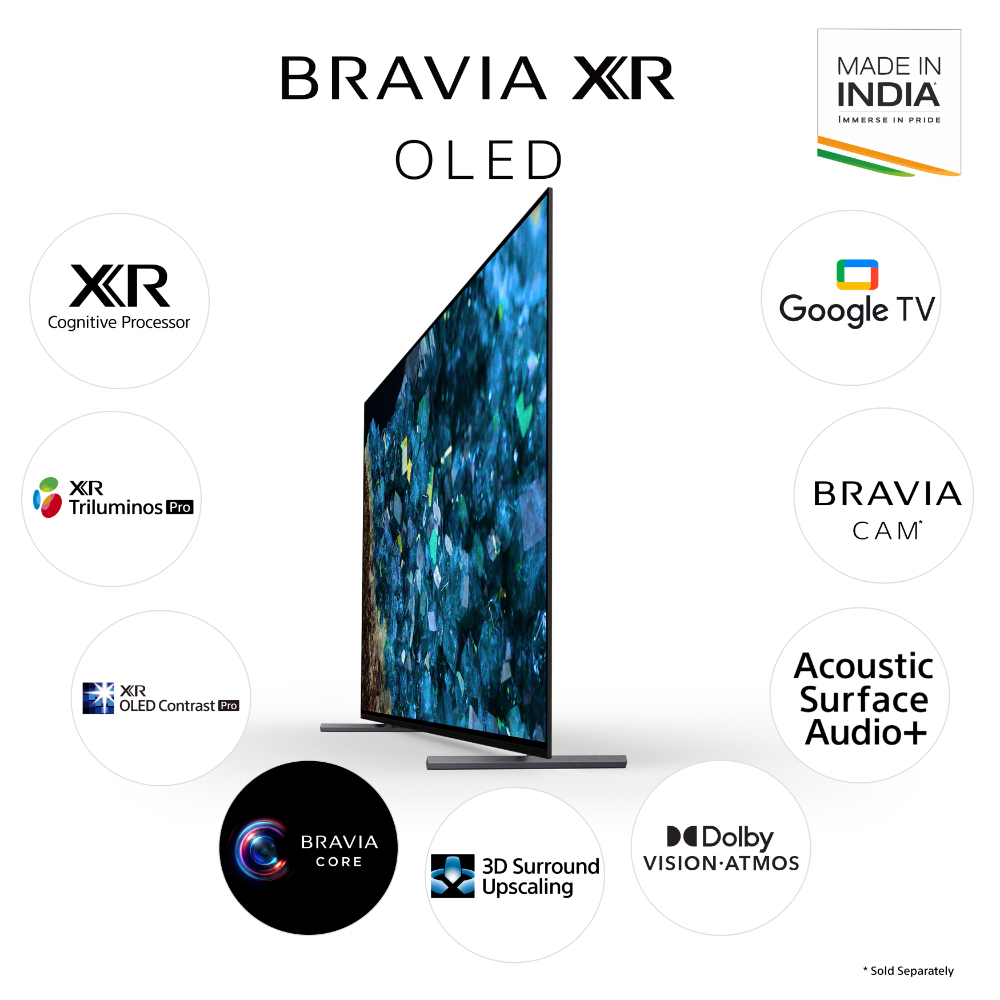 BRAVIA XR
OLED
MADE IN
INDIA*
IMMERSE IN PRIDE
XR
Cognitive Processor
Google TV
XR
Triluminos Pro
BRAVIA
CAM*
XR
OLED Contrast Pro
Acoustic
Surface
Audio+
BRAVIA
CORE
3D Surround
Upscaling
Dolby
VISION·ATMOS
* Sold Separately